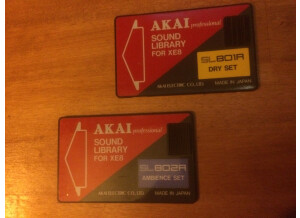 AKAI professional
SOUND
LIBRARY
FOR XE8
SL801R
DRY SET
AKAI ELECTRIC CO., LTD.
MADE IN JAPAN
AKAI professional
SOUND
LIBRARY
FOR XE8
SL802R
AMBIENCE SET
AKAI ELECTRIC CO., LTD.
MADE IN JAPAN